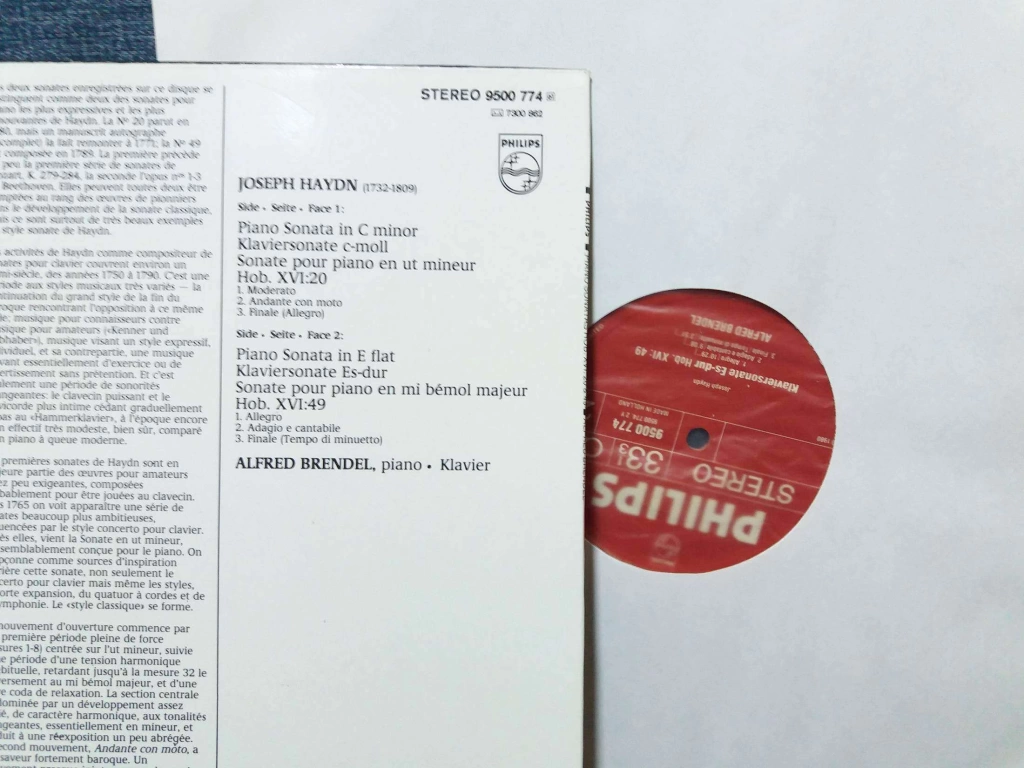 deux sonates enregistrées sur ce disque se
comme deux des sonates pour
les plus expressives et les plus
de Haydn. La Nº 20 parut en
mais un manuscrit autographe
la fait remonter à 1771; la Nº 49
composée en 1789. La première précède
peu la première série de sonates de
K. 279-284, la seconde l'opus nos 1-3
Beethoven. Elles peuvent toutes deux être
au rang des œuvres de pionniers
le développement de la sonate classique,
ce sont surtout de très beaux exemples
style sonate de Haydn.
activités de Haydn comme compositeur de
pour clavier couvrent environ un
des années 1750 à 1790. C'est une
aux styles musicaux très variés — la
du grand style de la fin du
rencontrant l'opposition à ce même
musique pour connaisseurs contre
pour amateurs («Kenner und
musique visant un style expressif,
et sa contrepartie, une musique
essentiellement d'exercice ou de
sans prétention. Et c'est
une période de sonorités
le clavecin puissant et le
plus intime cédant graduellement
au «Hammerklavier», à l'époque encore
effectif très modeste, bien sûr, comparé
piano à queue moderne.
premières sonates de Haydn sont en
partie des œuvres pour amateurs
peu exigeantes, composées
pour être jouées au clavecin.
1765 on voit apparaître une série de
beaucoup plus ambitieuses,
par le style concerto pour clavier.
elles, vient la Sonate en ut mineur,
conçue pour le piano. On
comme sources d'inspiration
cette sonate, non seulement le
pour clavier mais même les styles,
expansion, du quatuor à cordes et de
Le «style classique» se forme.
d'ouverture commence par
première période pleine de force
1-8) centrée sur l'ut mineur, suivie
période d'une tension harmonique
retardant jusqu'à la mesure 32 le
au mi bémol majeur, et d'une
coda de relaxation. La section centrale
par un développement assez
de caractère harmonique, aux tonalités
essentiellement en mineur, et
à une réexposition un peu abrégée.
mouvement, Andante con moto, a
saveur fortement baroque. Un
STEREO 9500 774
7300 862
PHILIPS
JOSEPH HAYDN (1732-1809)
Side • Seite • Face 1:
Piano Sonata in C minor
Klaviersonate c-moll
Sonate pour piano en ut mineur
Hob. XVI:20
1. Moderato
2. Andante con moto
3. Finale (Allegro)
Side • Seite • Face 2:
Piano Sonata in E flat
Klaviersonate Es-dur
Sonate pour piano en mi bémol majeur
Hob. XVI:49
1. Allegro
2. Adagio e cantabile
3. Finale (Tempo di minuetto)
ALFRED BRENDEL, piano • Klavier
PHILIPS
STEREO
33⅓
9500 774
MADE IN HOLLAND
Joseph Haydn
Klaviersonate Es-dur Hob. XVI: 49
ALFRED BRENDEL